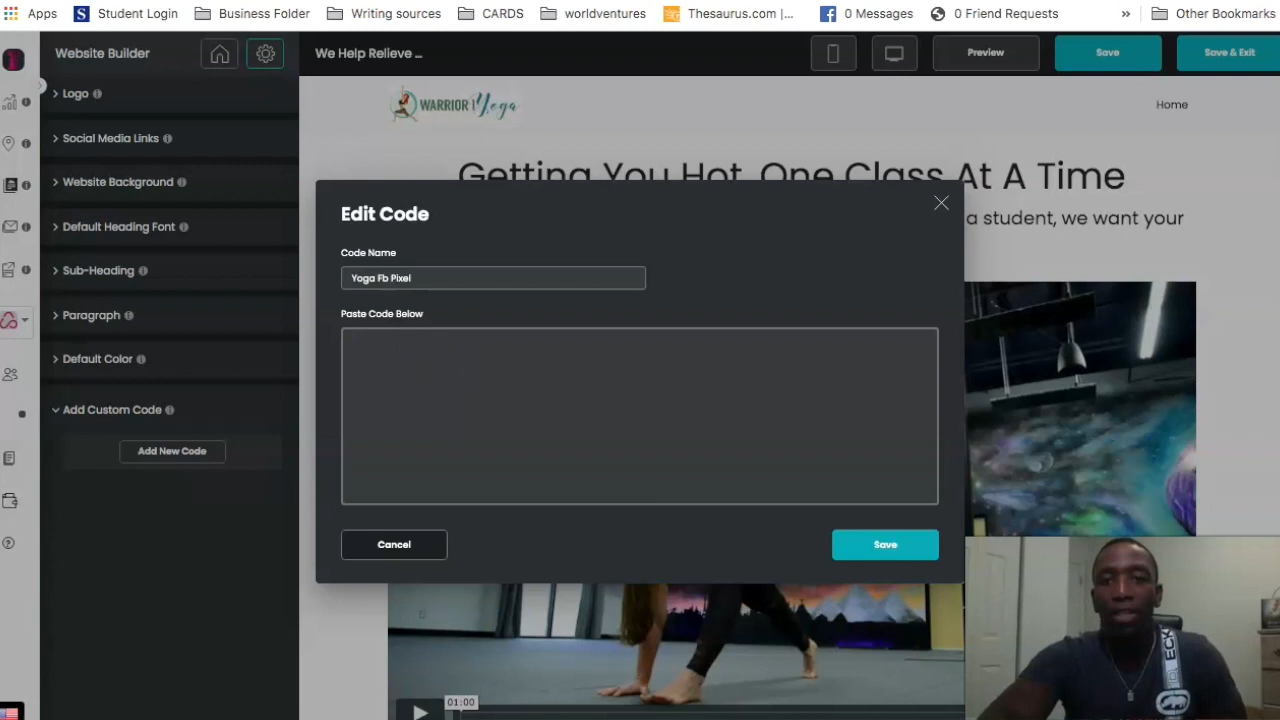 Apps
Student Login
Business Folder
Writing sources
CARDS
worldventures
Thesaurus.com |...
0 Messages
0 Friend Requests
»
Other Bookmarks
Website Builder
We Help Relieve ...
Preview
Save
Save & Exit
Logo
Social Media Links
Website Background
Default Heading Font
Sub-Heading
Paragraph
Default Color
Add Custom Code
Add New Code
WARRIOR Yoga
Home
Getting You Hot, One Class At A Time
a student, we want your
Edit Code
Code Name
Yoga Fb Pixel
Paste Code Below
Cancel
Save
01:00
ECK